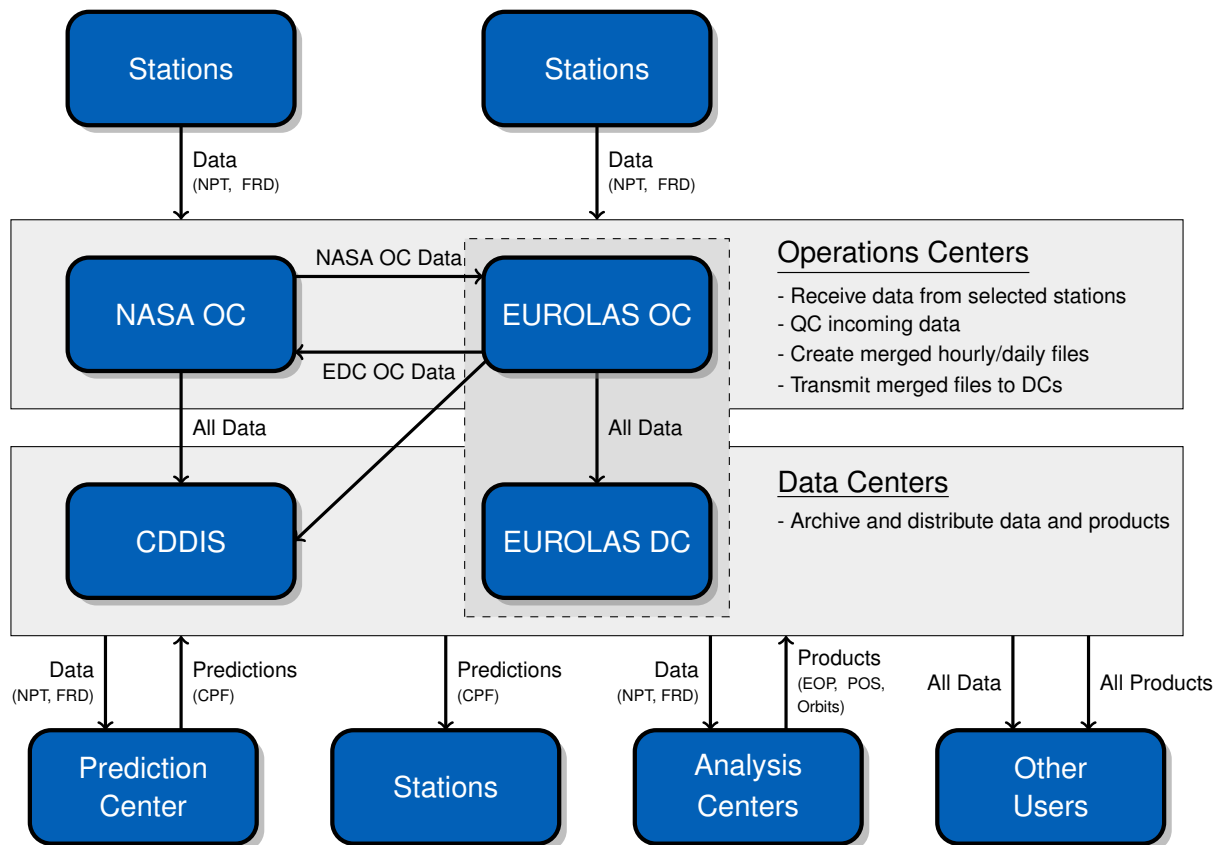 Stations
Stations
Data
(NPT, FRD)
Data
(NPT, FRD)
NASA OC
NASA OC Data
EDC OC Data
EUROLAS OC
Operations Centers
- Receive data from selected stations
- QC incoming data
- Create merged hourly/daily files
- Transmit merged files to DCs
All Data
All Data
CDDIS
EUROLAS DC
Data Centers
- Archive and distribute data and products
Data
(NPT, FRD)
Predictions
(CPF)
Predictions
(CPF)
Data
(NPT, FRD)
Products
(EOP, POS,
Orbits)
All Data
All Products
Prediction
Center
Stations
Analysis
Centers
Other
Users